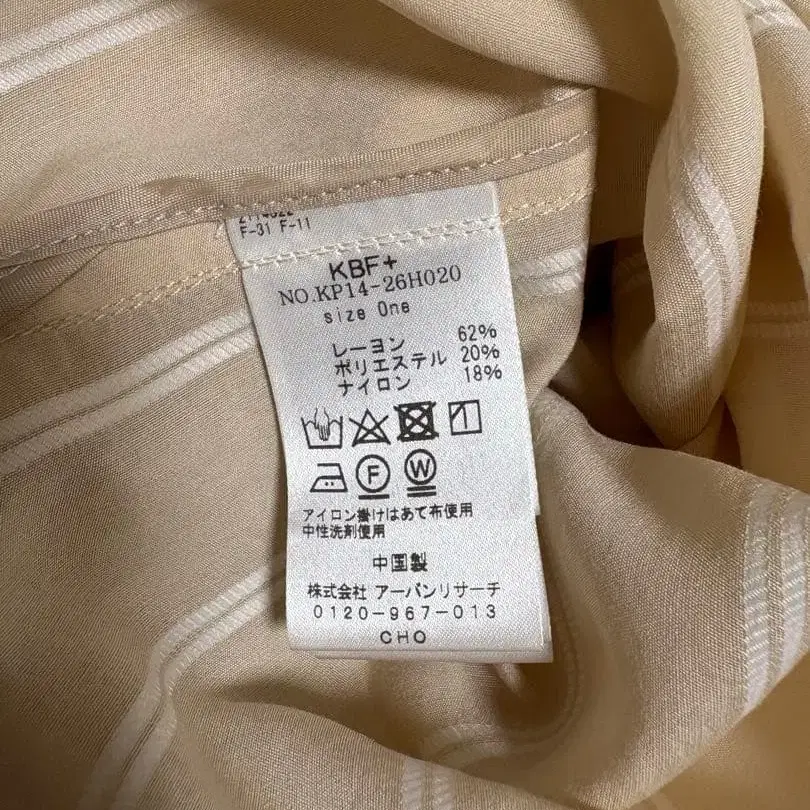 F-31 F-11
KBF+
NO.KP14-26H020
size One
レーヨン 62%
ポリエステル 20%
ナイロン 18%
F W
アイロン掛けはあて布使用
中性洗剤使用
中国製
株式会社 アーバンリサーチ
0120-967-013
CHO